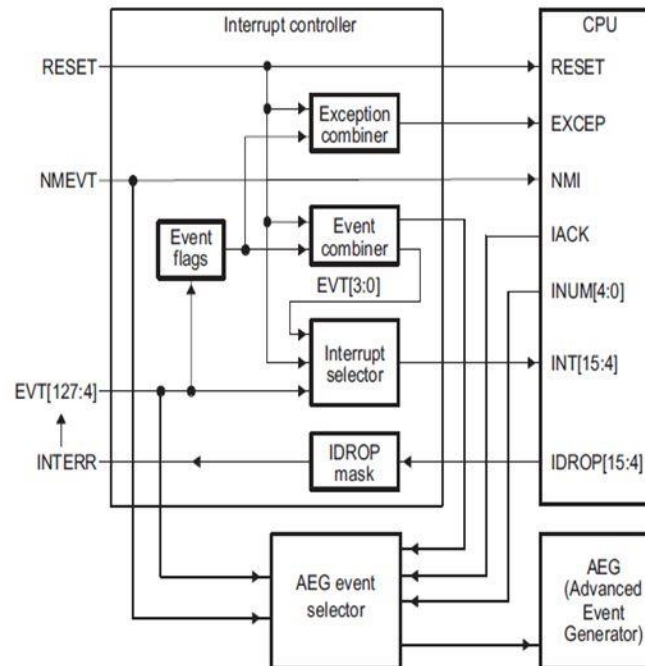 Interrupt controller
CPU
RESET
RESET
Exception
combiner
EXCEP
NMEVT
NMI
Event
flags
Event
combiner
IACK
EVT[3:0]
INUM[4:0]
Interrupt
selector
INT[15:4]
EVT[127:4]
INTERR
IDROP
mask
IDROP[15:4]
AEG event
selector
AEG
(Advanced
Event
Generator)